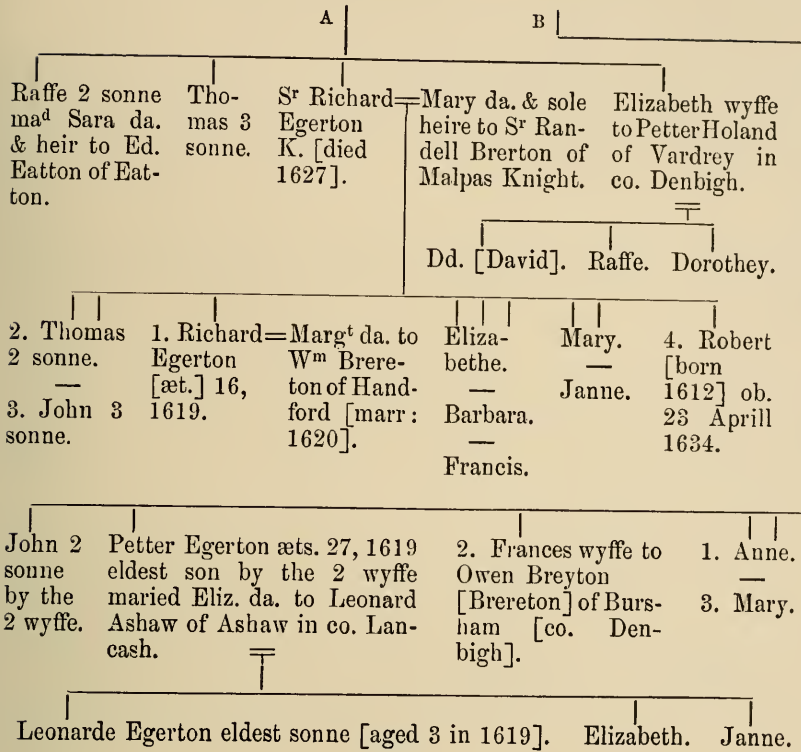 A
B
Raffe 2 sonne
maᵈ Sara da.
& heir to Ed.
Eatton of Eat-
ton.
Tho-
mas 3
sonne.
Sʳ Richard=
Egerton
K. [died
1627].
Mary da. & sole
heire to Sʳ Ran-
dell Brerton of
Malpas Knight.
Elizabeth wyffe
to Petter Holand
of Vardrey in
co. Denbigh.
Dd. [David].
Raffe.
Dorothey.
2. Thomas
2 sonne.
—
3. John 3
sonne.
1. Richard=
Egerton
[æt.] 16,
1619.
Margᵗ da. to
Wᵐ Brere-
ton of Hand-
ford [marr:
1620].
Eliza-
bethe.
—
Barbara.
—
Francis.
Mary.
—
Janne.
4. Robert
[born
1612] ob.
23 Aprill
1634.
John 2
sonne
by the
2 wyffe.
Petter Egerton æts. 27, 1619
eldest son by the 2 wyffe
maried Eliz. da. to Leonard
Ashaw of Ashaw in co. Lan-
cash.
2. Frances wyffe to
Owen Breyton
[Brereton] of Burs-
ham [co. Den-
bigh].
1. Anne.
—
3. Mary.
Leonarde Egerton eldest sonne [aged 3 in 1619].
Elizabeth.
Janne.